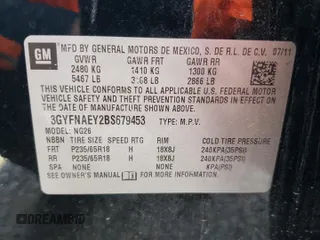 GM
MFD BY GENERAL MOTORS DE MEXICO, S. DE R.L. DE C.V. 07/11
GVWR GAWR FRT GAWR RR
2480 KG 1410 KG 1300 KG
5467 LB 3108 LB 2866 LB
THIS VEHICLE CONFORMS TO ALL APPLICABLE U.S. FEDERAL
MOTOR VEHICLE SAFETY AND THEFT PREVENTION STANDARDS IN
EFFECT ON THE DATE OF MANUFACTURE SHOWN ABOVE.
3GYFNAEY2BS679453 TYPE: M.P.V.
MODEL: NG26
NBBN TIRE SIZE SPEED RTG RIM COLD TIRE PRESSURE
FRT P235/65R18 H 18X8J 240KPA(35PSI)
RR P235/65R18 H 18X8J 240KPA(35PSI)
SPA NONE NONE KPA(PSI)
SEE OWNER'S MANUAL FOR ADDITIONAL INFORMATION.
DREAMBID